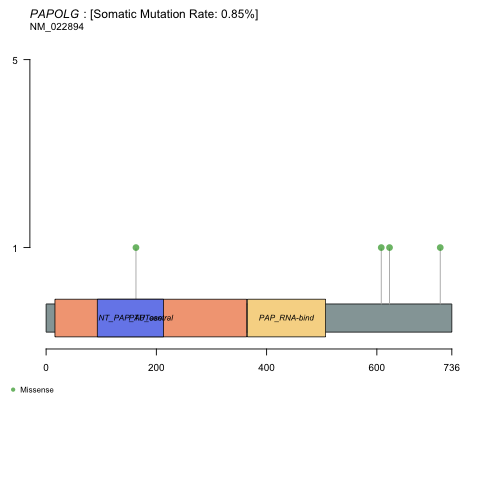 PAPOLG : [Somatic Mutation Rate: 0.85%]
NM_022894
5
1
PAP_RNA-bind
0 200 400 600 736
Missense